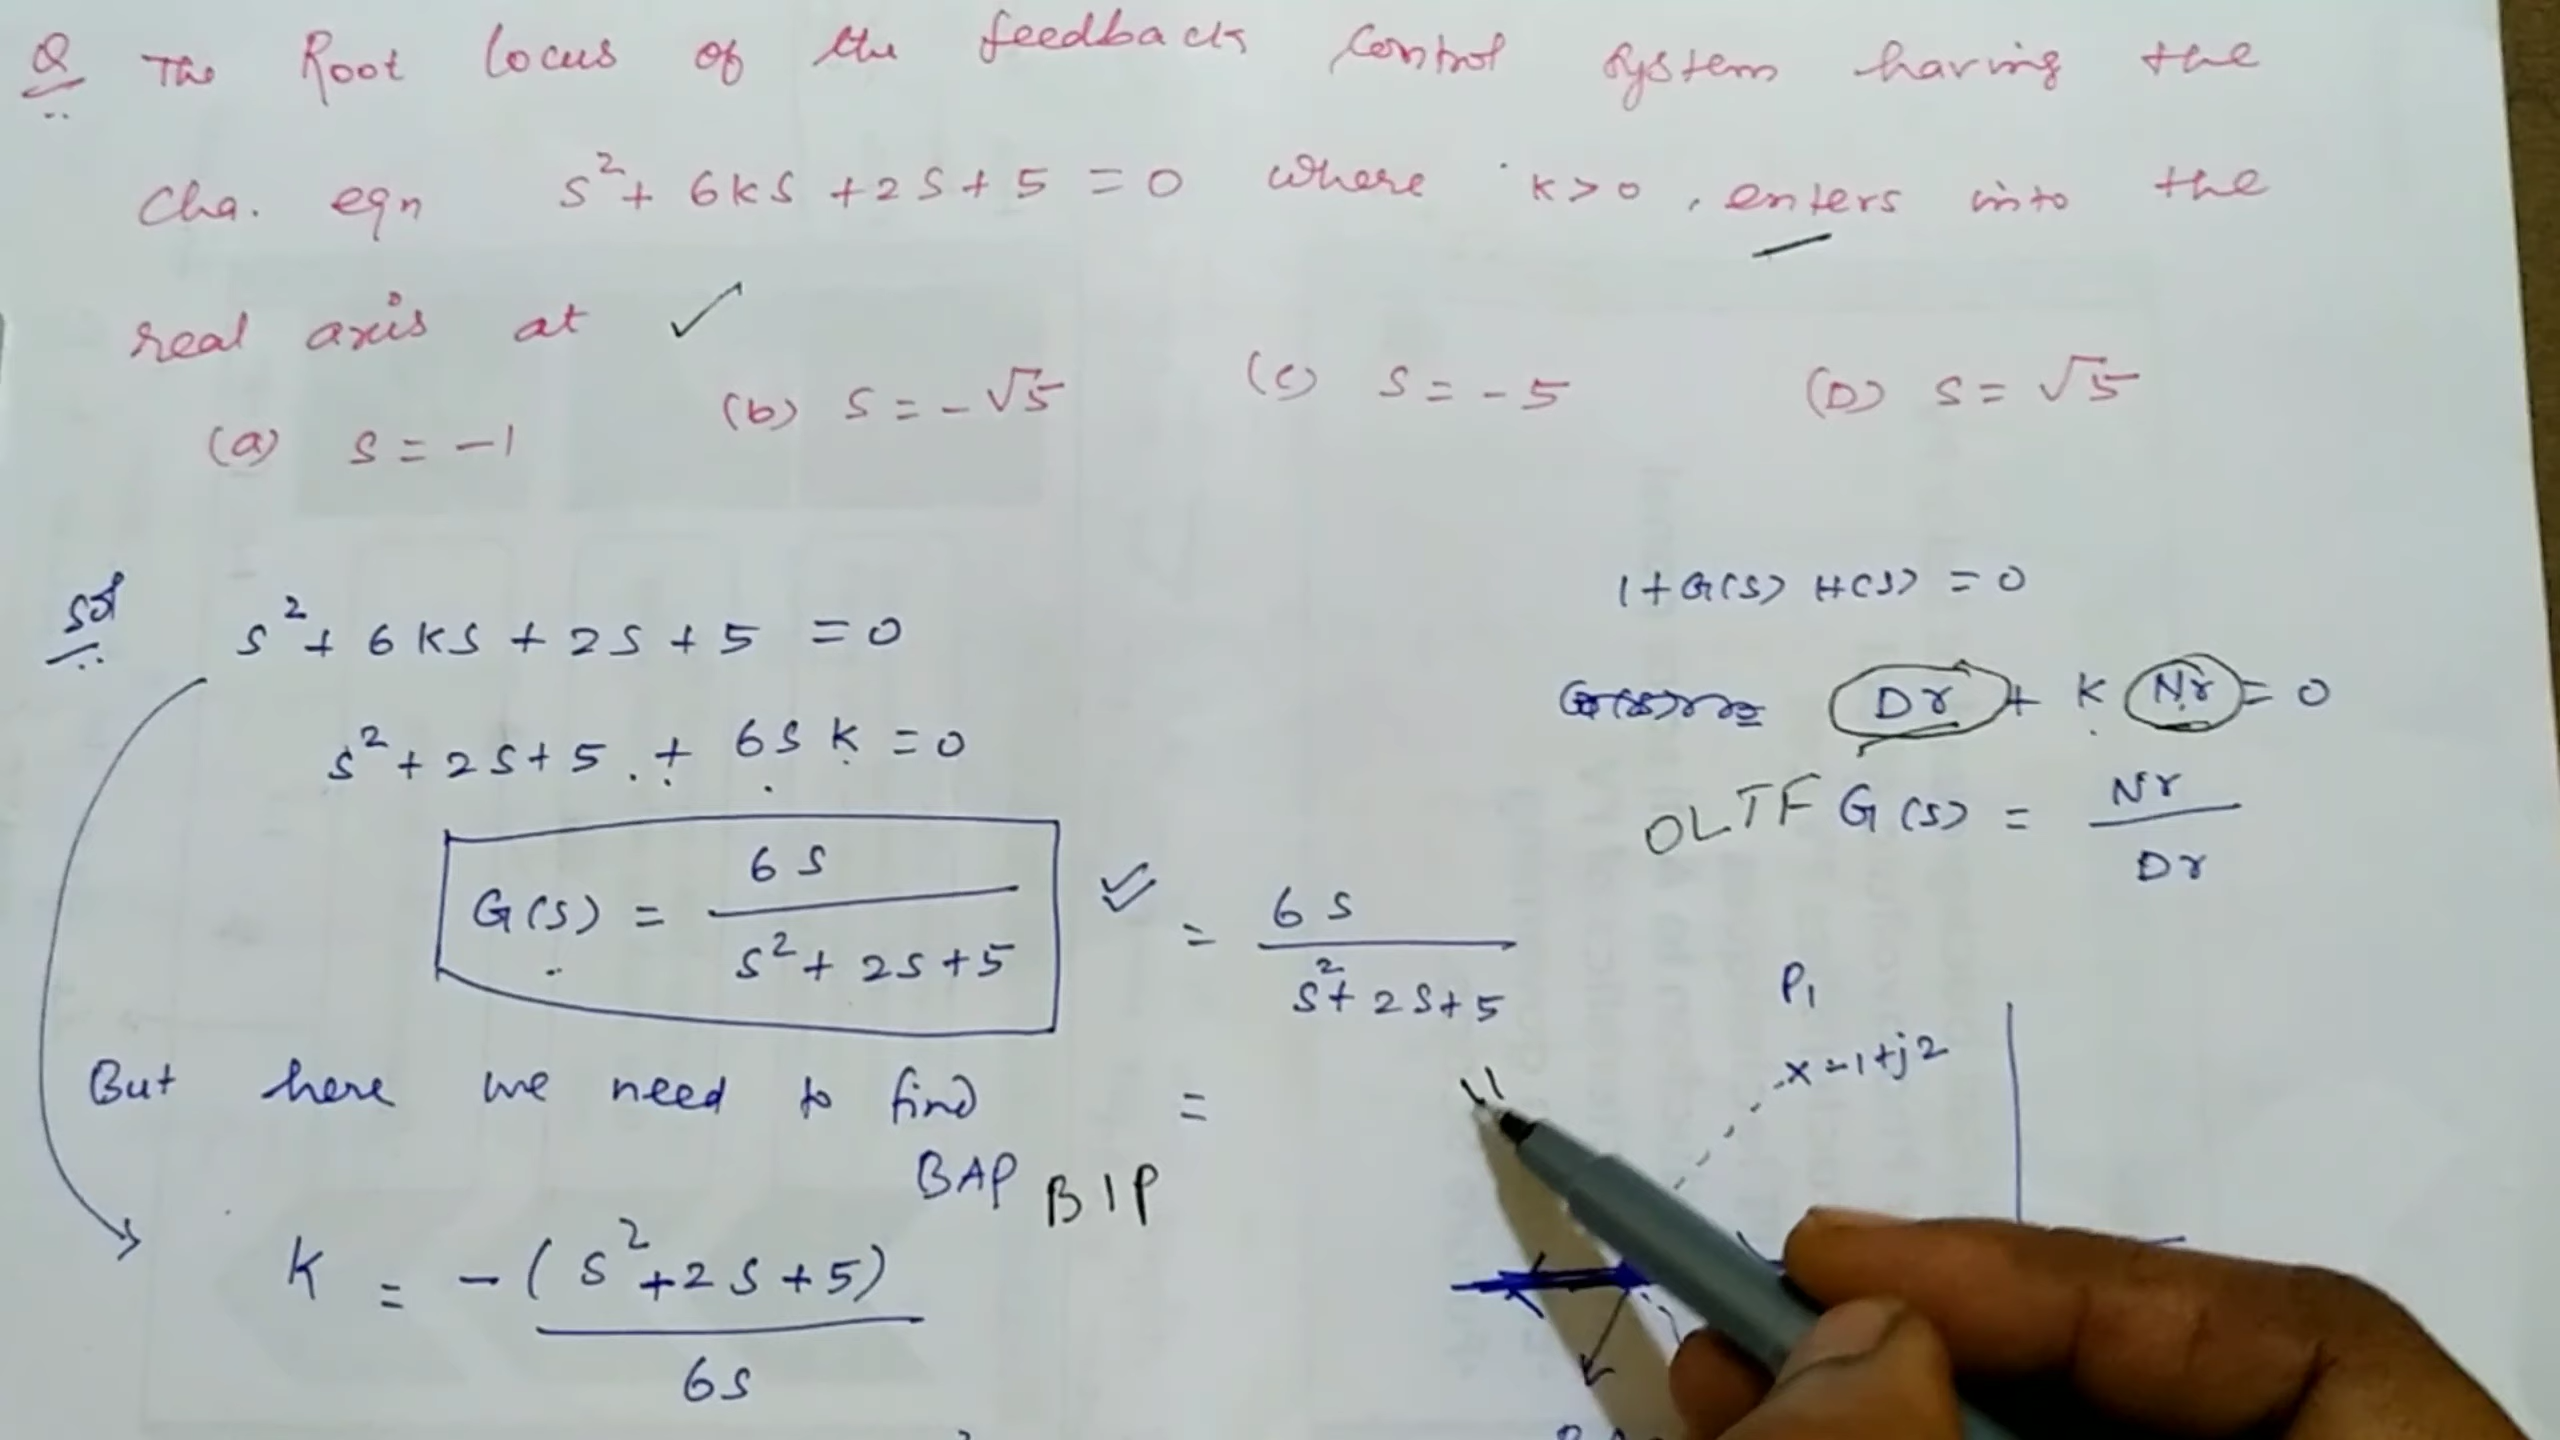 Q The Root locus of the feedback control system having the
Cha. eqn s²+ 6ks +2s+5 =0 where k>0, enters into the
real axis at ✓
(a) s = -1 (b) s = -√5 (c) s = -5 (D) s = √5
sol s²+ 6ks + 2s + 5 =0
s²+2s+5 + 6s k =0
G(s) = 6s / s²+ 2s+5 = 6s / s²+ 2s+5
But here we need to find =
BAP BIP
K = -(s²+2s+5) / 6s
1+G(s) H(s) = 0
Dr + k Nr = 0
OLTF G(s) = Nr / Dr
P1
x -1+j2